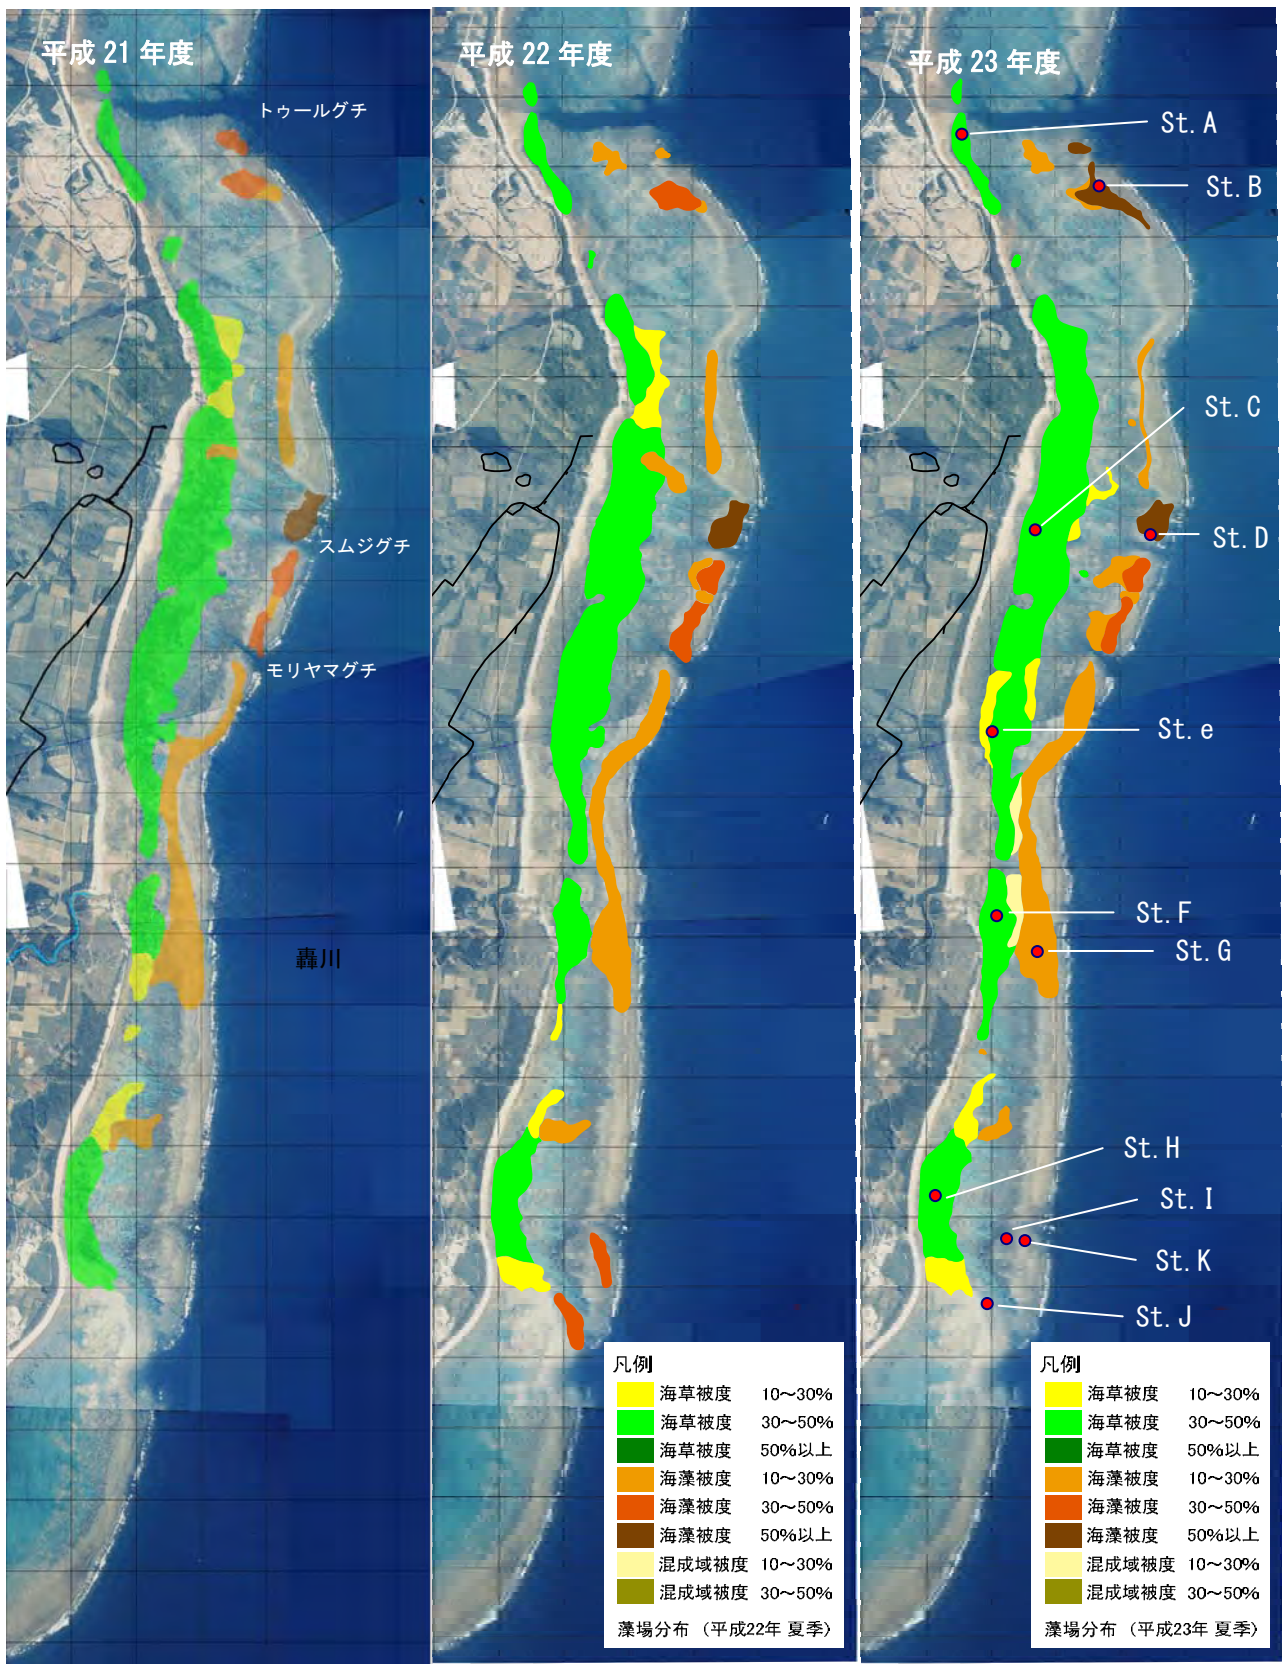 平成 21 年度
トゥールグチ
スムジグチ
モリヤマグチ
轟川
平成 22 年度
凡例
海草被度 10～30%
海草被度 30～50%
海草被度 50%以上
海藻被度 10～30%
海藻被度 30～50%
海藻被度 50%以上
混成域被度 10～30%
混成域被度 30～50%
藻場分布 （平成22年 夏季）
平成 23 年度
St. A
St. B
St. C
St. D
St. e
St. F
St. G
St. H
St. I
St. K
St. J
凡例
海草被度 10～30%
海草被度 30～50%
海草被度 50%以上
海藻被度 10～30%
海藻被度 30～50%
海藻被度 50%以上
混成域被度 10～30%
混成域被度 30～50%
藻場分布 （平成23年 夏季）